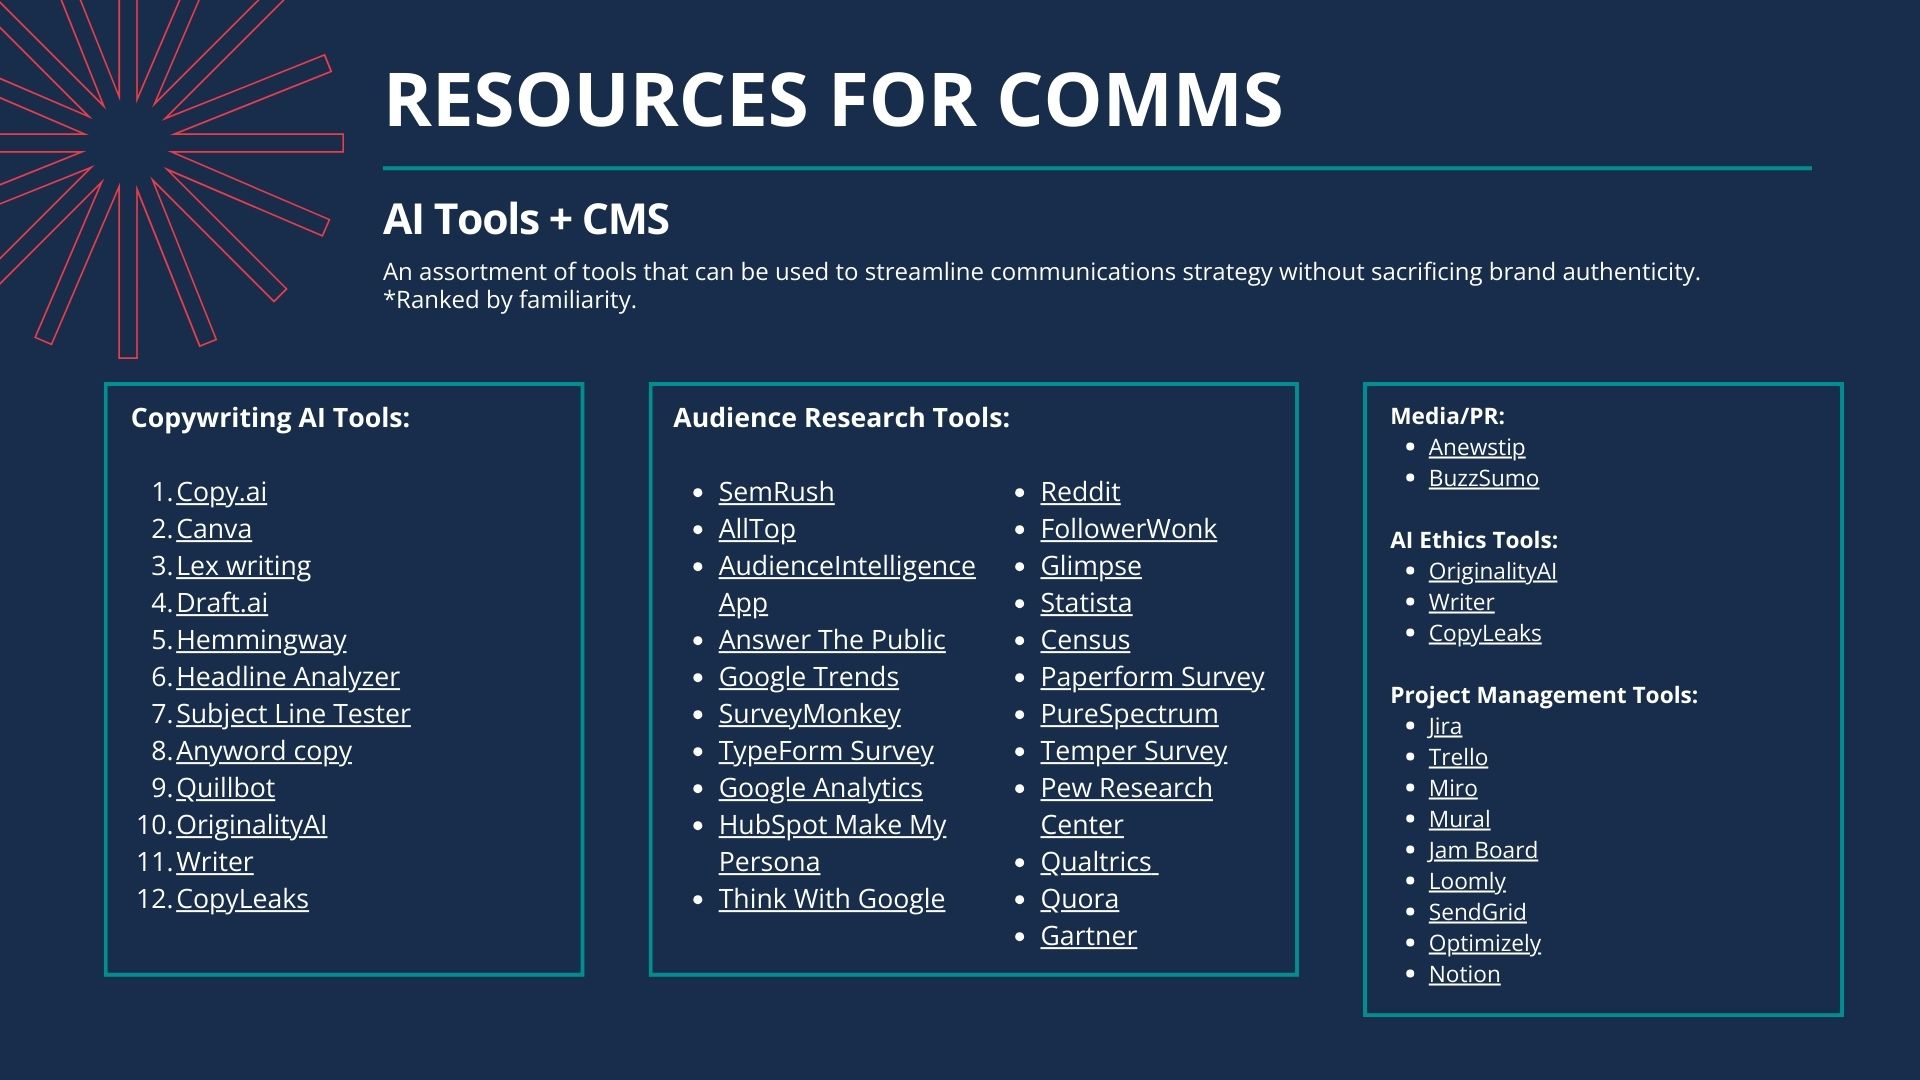 RESOURCES FOR COMMS
AI Tools + CMS
An assortment of tools that can be used to streamline communications strategy without sacrificing brand authenticity.
*Ranked by familiarity.
Copywriting AI Tools:
1. Copy.ai
2. Canva
3. Lex writing
4. Draft.ai
5. Hemmingway
6. Headline Analyzer
7. Subject Line Tester
8. Anyword copy
9. Quillbot
10. OriginalityAI
11. Writer
12. CopyLeaks
Audience Research Tools:
• SemRush
• AllTop
• AudienceIntelligence
App
• Answer The Public
• Google Trends
• SurveyMonkey
• TypeForm Survey
• Google Analytics
• HubSpot Make My
Persona
• Think With Google
• Reddit
• FollowerWonk
• Glimpse
• Statista
• Census
• Paperform Survey
• PureSpectrum
• Temper Survey
• Pew Research
Center
• Qualtrics
• Quora
• Gartner
Media/PR:
• Anewstip
• BuzzSumo
AI Ethics Tools:
• OriginalityAI
• Writer
• CopyLeaks
Project Management Tools:
• Jira
• Trello
• Miro
• Mural
• Jam Board
• Loomly
• SendGrid
• Optimizely
• Notion